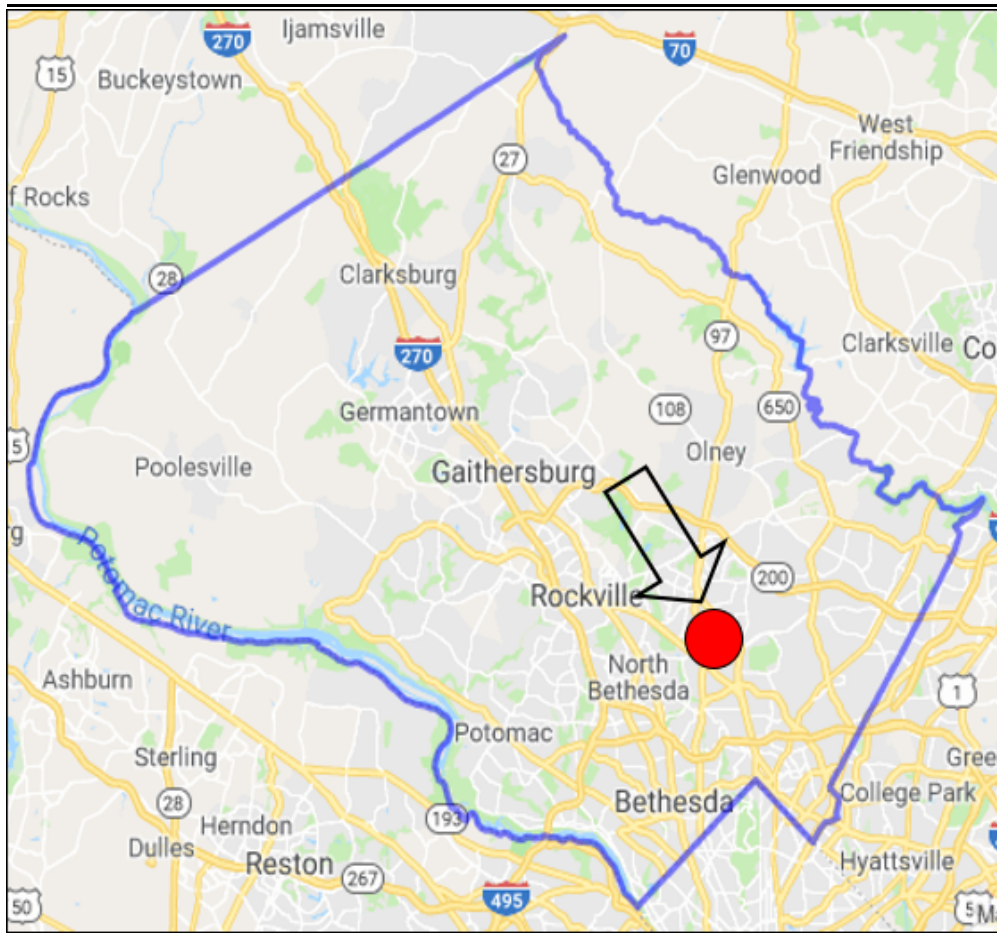 Ijamsville
270
70
15
Buckeystown
West
Friendship
27
Glenwood
f Rocks
28
Clarksburg
97
Clarksville
Co
270
Germantown
108
650
5
Olney
Poolesville
Gaithersburg
g
Potomac River
200
Rockville
North
Bethesda
Ashburn
1
Potomac
Sterling
Gree
28
Bethesda
College Park
193
Herndon
Dulles
Reston
Hyattsville
267
495
50
5
Ma